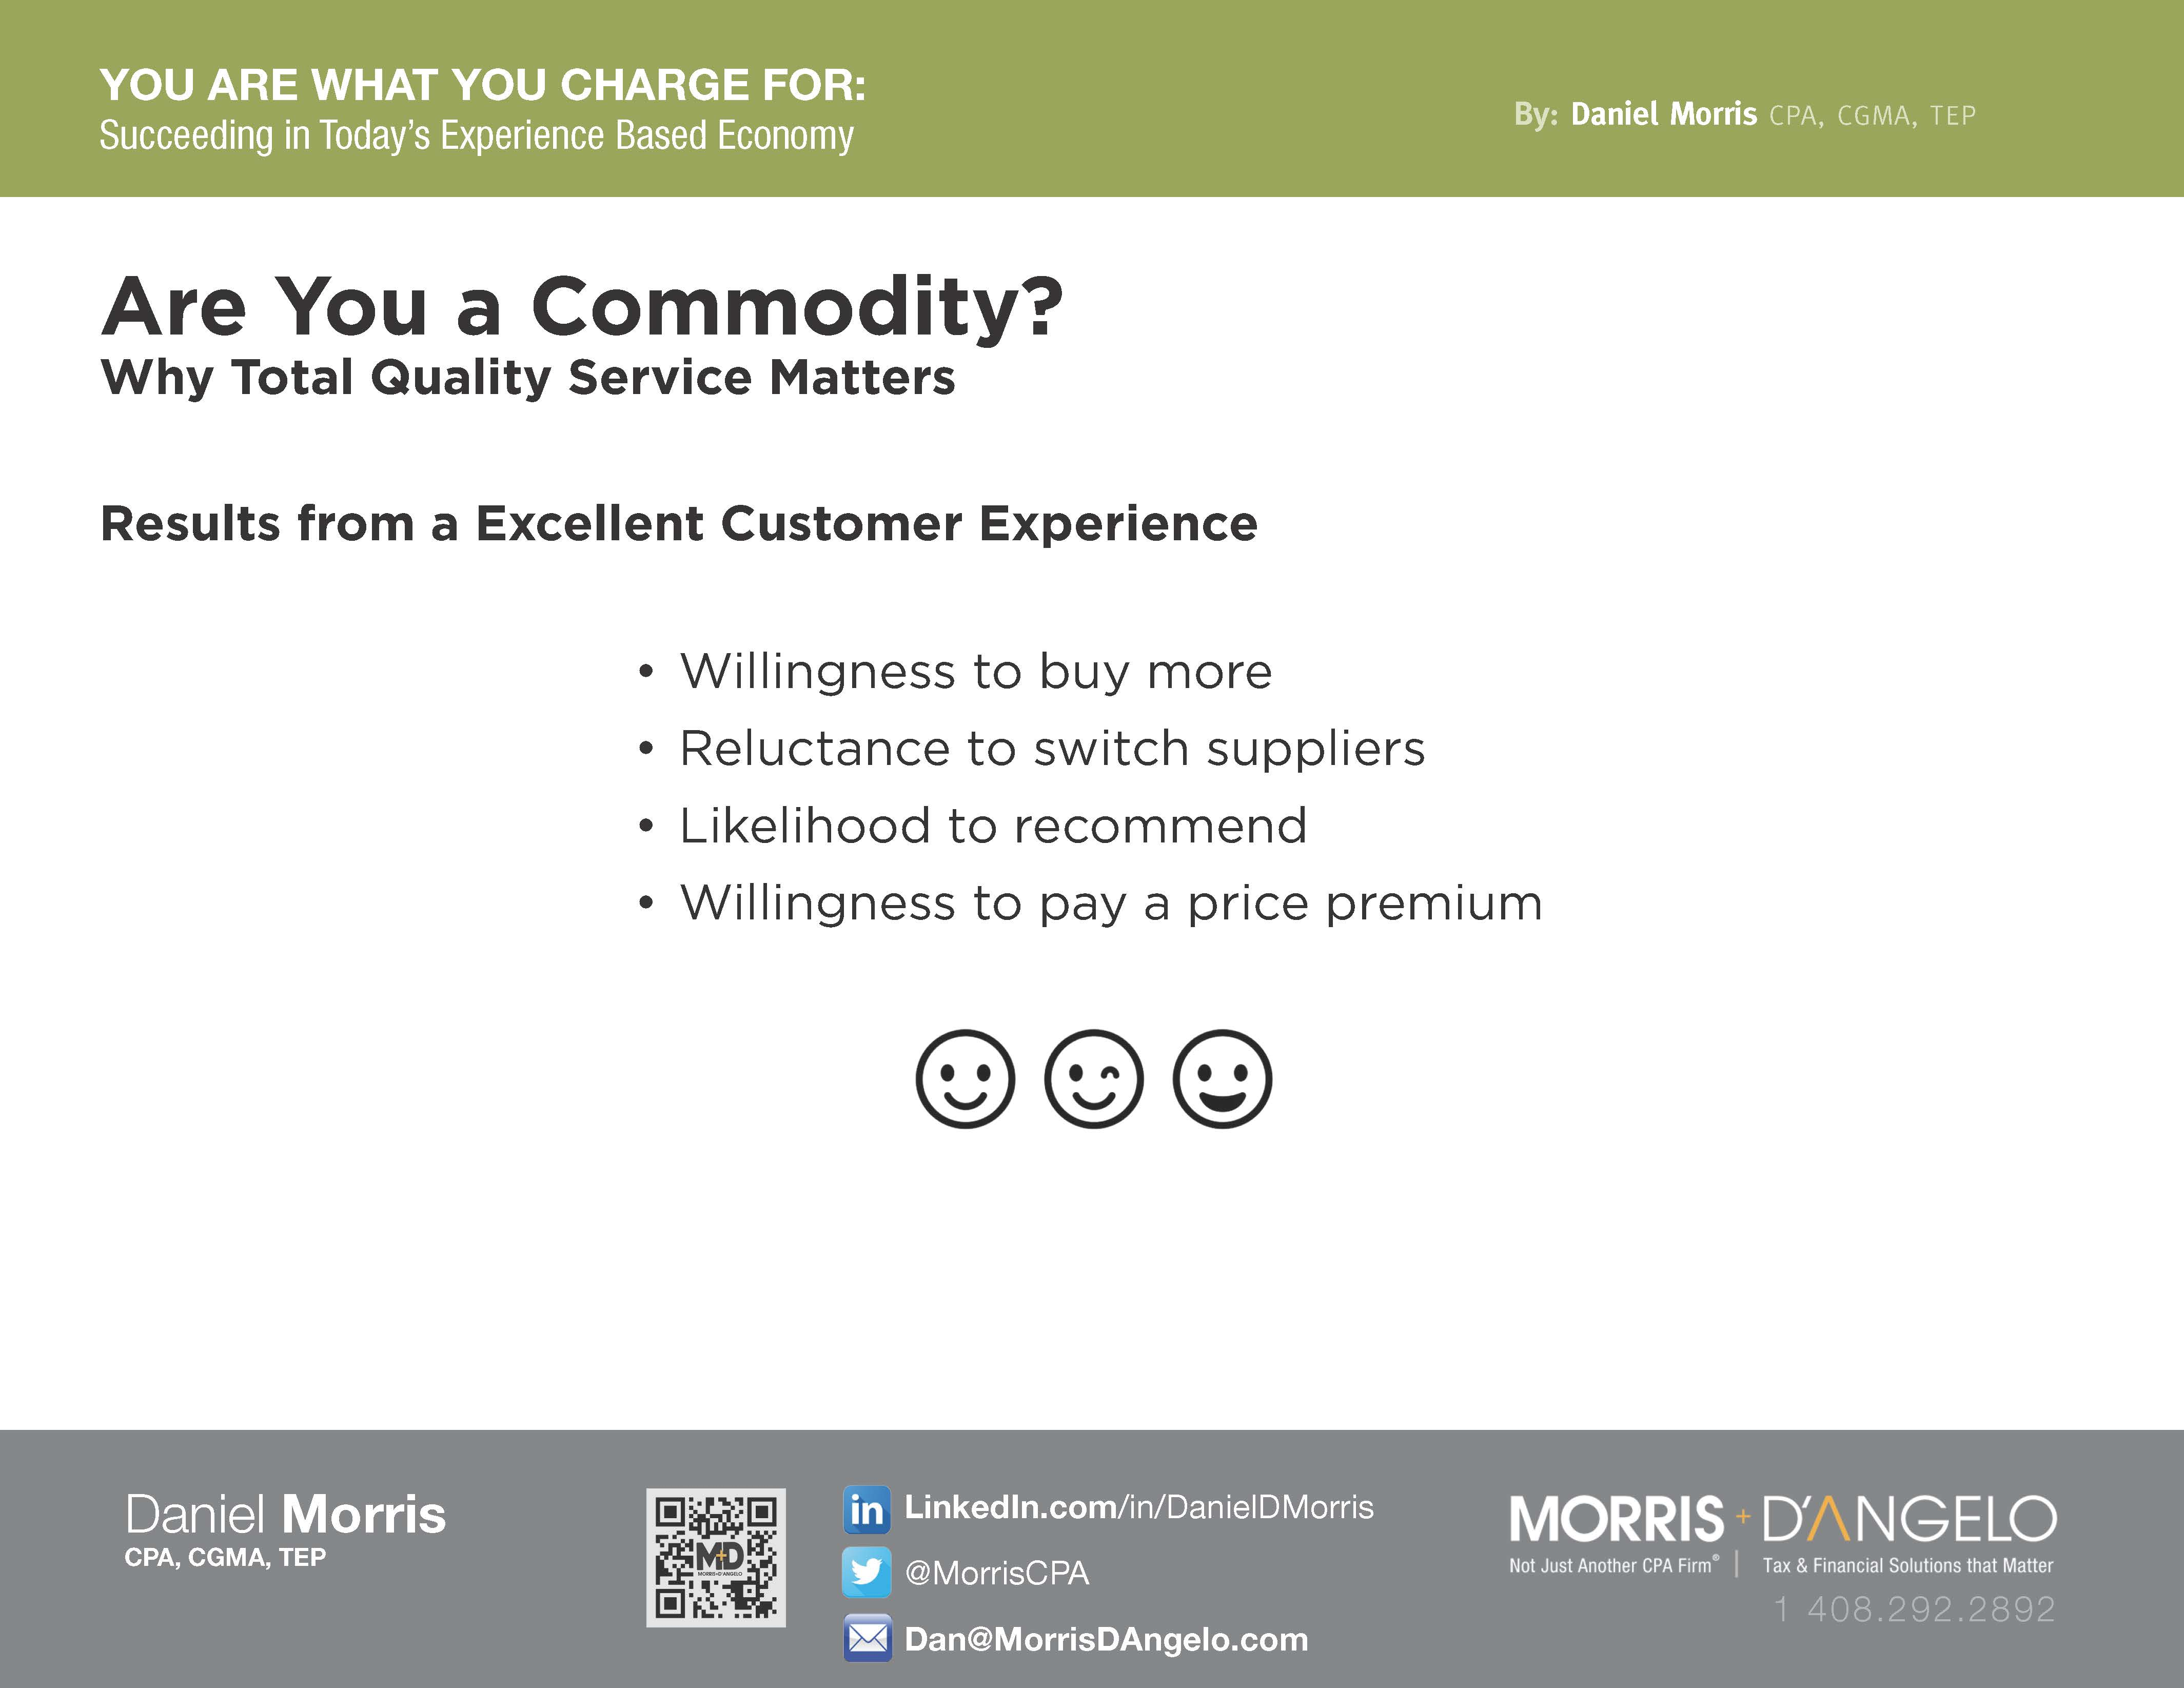 YOU ARE WHAT YOU CHARGE FOR:
Succeeding in Today's Experience Based Economy
By: Daniel Morris CPA, CGMA, TEP
Are You a Commodity?
Why Total Quality Service Matters
Results from a Excellent Customer Experience
• Willingness to buy more
• Reluctance to switch suppliers
• Likelihood to recommend
• Willingness to pay a price premium
Daniel Morris
CPA, CGMA, TEP
M+D
MORRIS+D'ANGELO
in LinkedIn.com/in/DanielDMorris
@MorrisCPA
Dan@MorrisDAngelo.com
MORRIS + D'ANGELO
Not Just Another CPA Firm® | Tax & Financial Solutions that Matter
1 408.292.2892